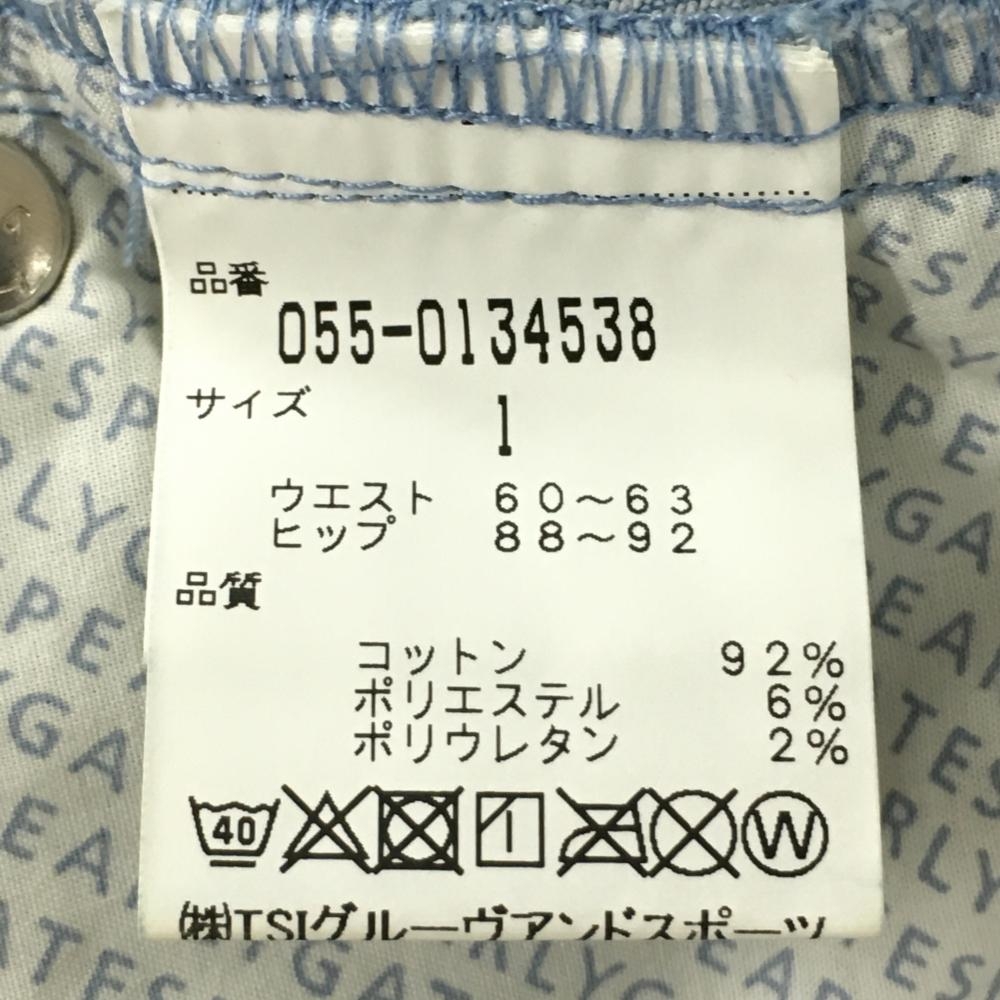 品番
055-0134538
サイズ
1
ウエスト 60～63
ヒップ 88～92
品質
コットン 92%
ポリエステル 6%
ポリウレタン 2%
40
W
(株)TSIグルーヴアンドスポーツ